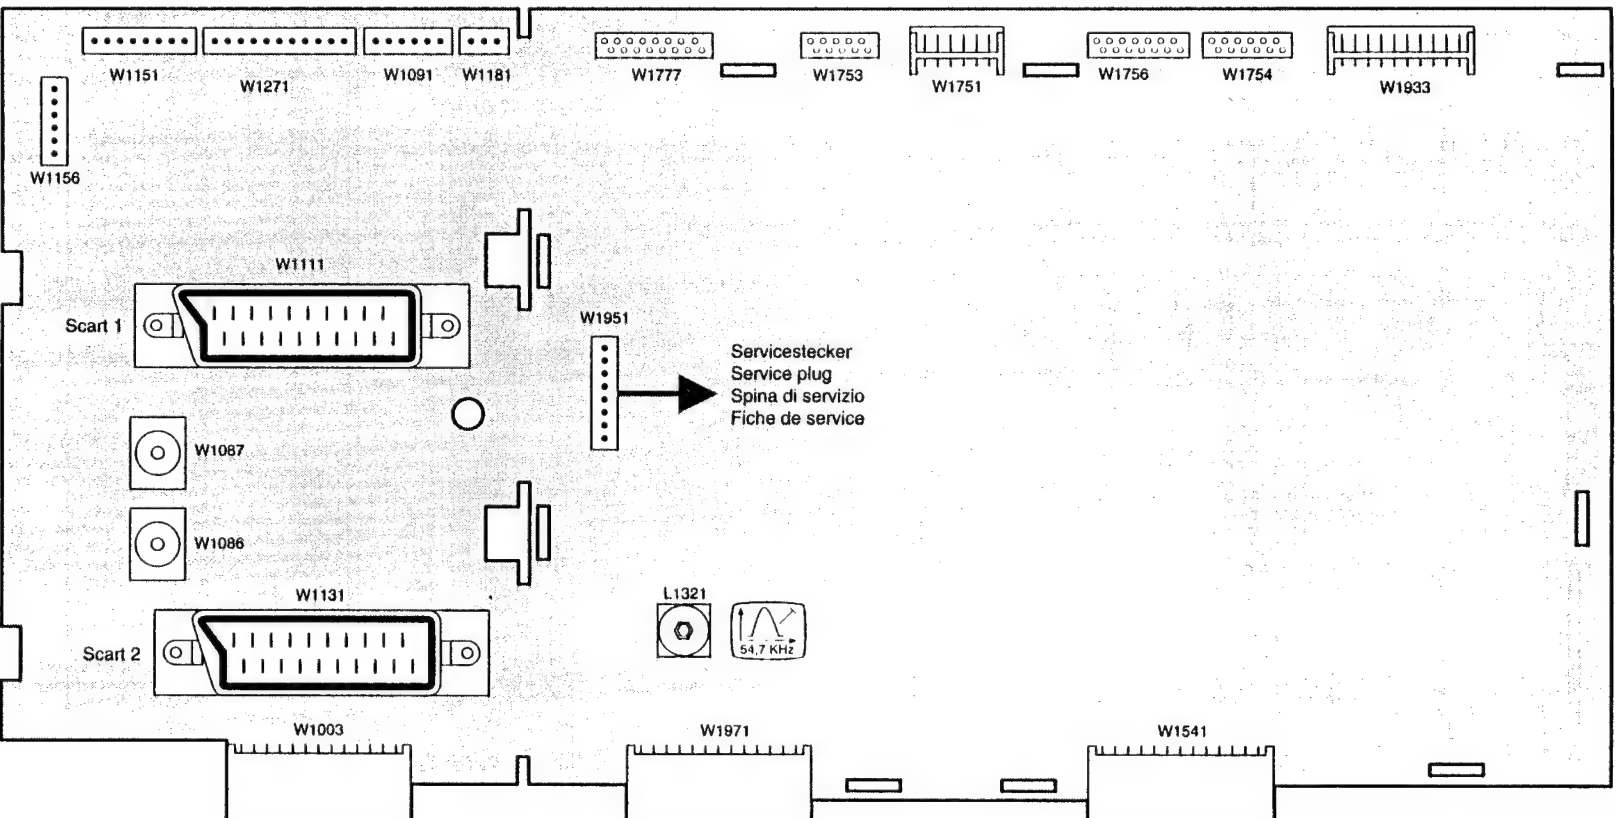 W1151
W1271
W1091
W1181
W1777
W1753
W1751
W1756
W1754
W1933
W1156
W1111
Scart 1
W1951
Servicestecker
Service plug
Spina di servizio
Fiche de service
W1087
W1086
W1131
Scart 2
L1321
54,7 KHz
W1003
W1971
W1541